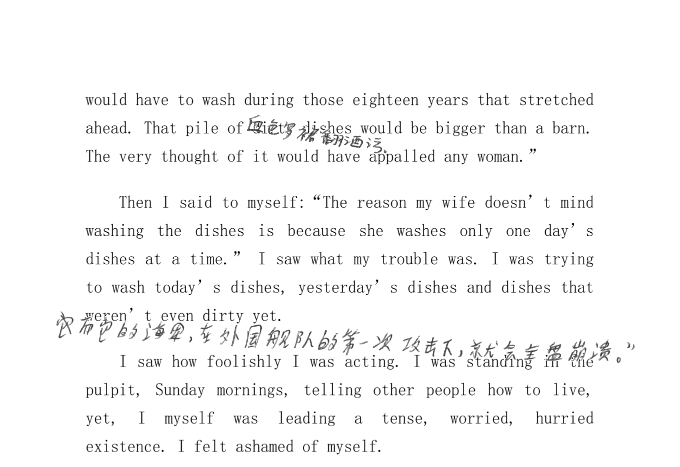 would have to wash during those eighteen years that stretched
ahead. That pile of dirty dishes would be bigger than a barn.
血色罗裙翻酒污,
The very thought of it would have appalled any woman.”
Then I said to myself:“The reason my wife doesn’t mind
washing the dishes is because she washes only one day’s
dishes at a time.” I saw what my trouble was. I was trying
to wash today’s dishes, yesterday’s dishes and dishes that
weren’t even dirty yet.
宣布它的海军,在外国舰队的第一次攻击下,就会全盘崩溃。”
I saw how foolishly I was acting. I was standing in the
pulpit, Sunday mornings, telling other people how to live,
yet, I myself was leading a tense, worried, hurried
existence. I felt ashamed of myself.